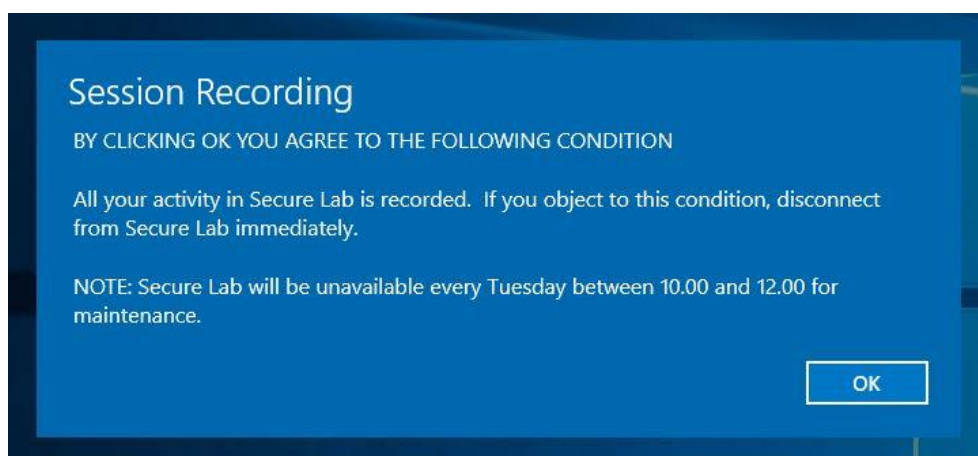 Session Recording
BY CLICKING OK YOU AGREE TO THE FOLLOWING CONDITION
All your activity in Secure Lab is recorded.  If you object to this condition, disconnect
from Secure Lab immediately.
NOTE: Secure Lab will be unavailable every Tuesday between 10.00 and 12.00 for
maintenance.
OK